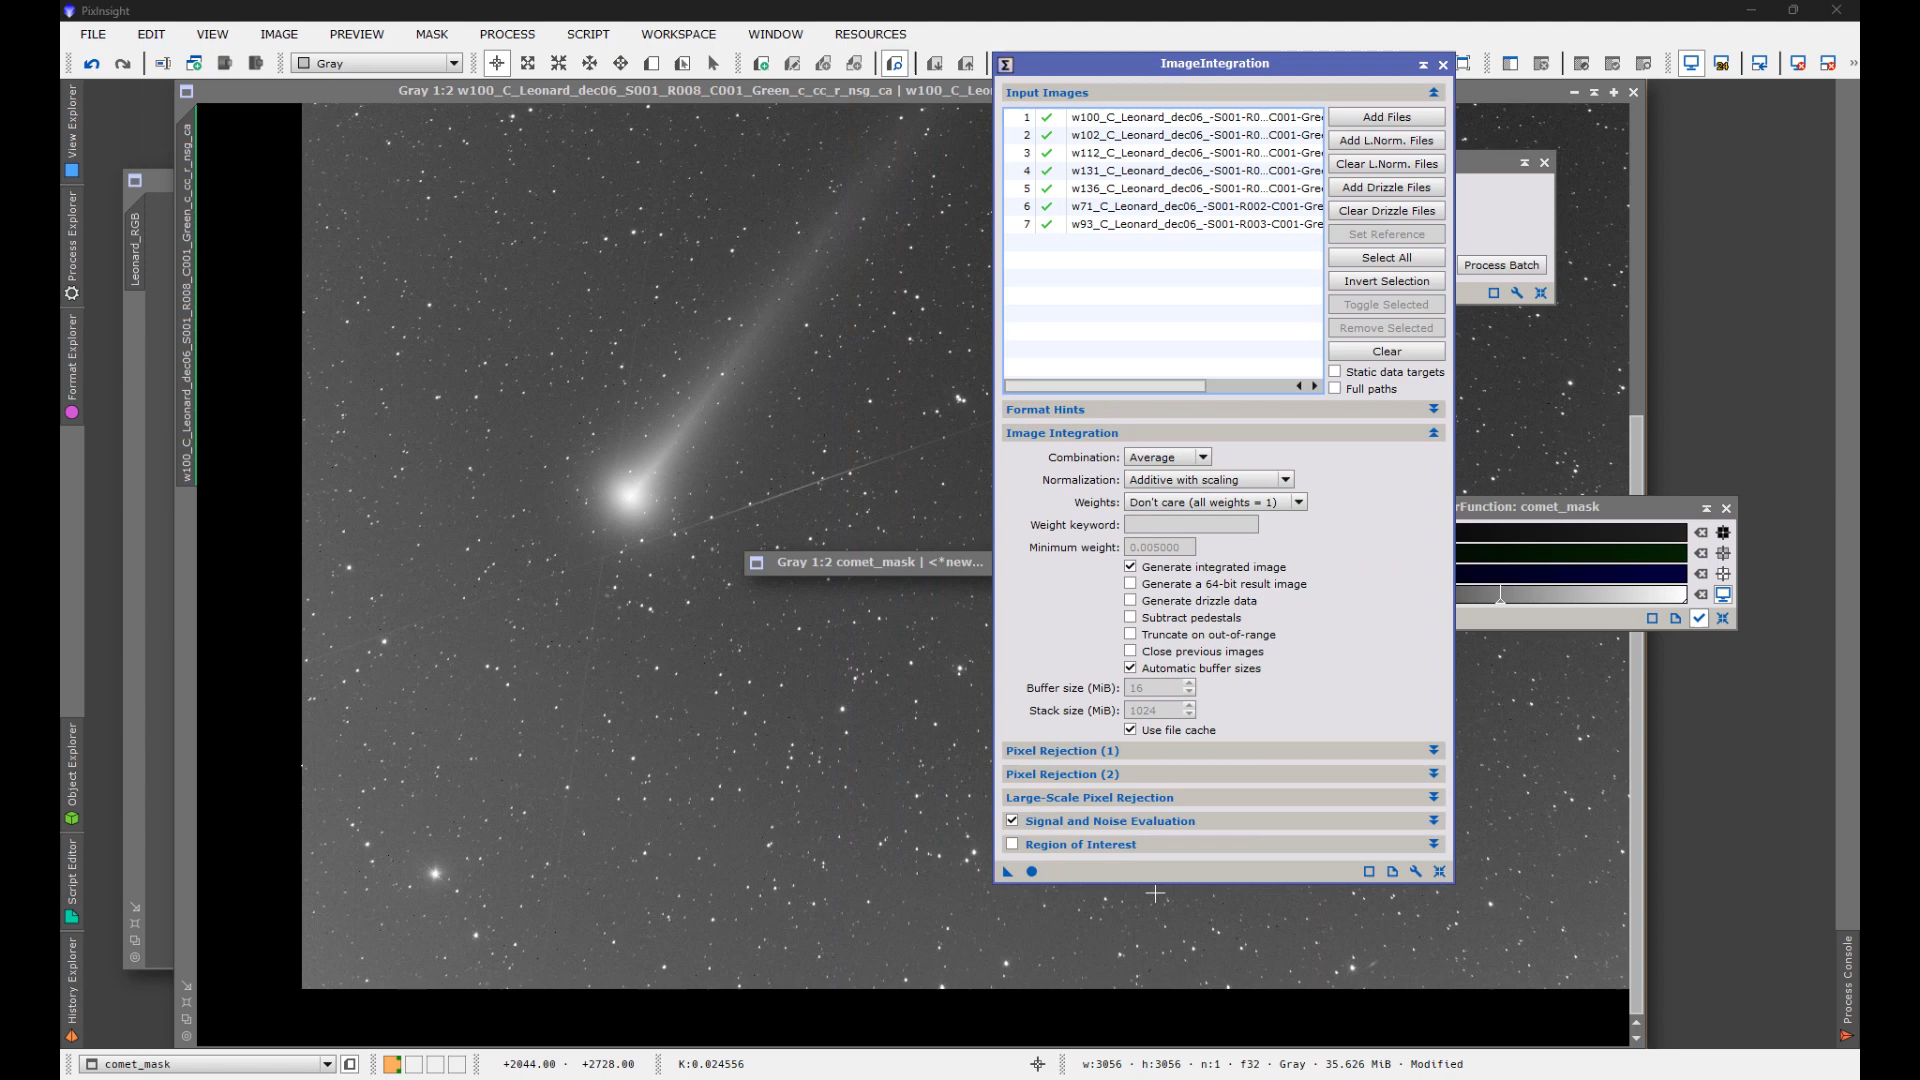 PixInsight
FILE EDIT VIEW IMAGE PREVIEW MASK PROCESS SCRIPT WORKSPACE WINDOW RESOURCES
Gray
Gray 1:2 w100_C_Leonard_dec06_S001_R008_C001_Green_c_cc_r_nsg_ca | w100_C_Leon
View Explorer
Process Explorer
Format Explorer
Object Explorer
Script Editor
History Explorer
Leonard_RGB
w100_C_Leonard_dec06_S001_R008_C001_Green_c_cc_r_nsg_ca
Gray 1:2 comet_mask | <*new...
ImageIntegration
Input Images
1 w100_C_Leonard_dec06_-S001-R0...C001-Gre
2 w102_C_Leonard_dec06_-S001-R0...C001-Gre
3 w112_C_Leonard_dec06_-S001-R0...C001-Gre
4 w131_C_Leonard_dec06_-S001-R0...C001-Gre
5 w136_C_Leonard_dec06_-S001-R0...C001-Gre
6 w71_C_Leonard_dec06_-S001-R002-C001-Gre
7 w93_C_Leonard_dec06_-S001-R003-C001-Gre
Add Files
Add L.Norm. Files
Clear L.Norm. Files
Add Drizzle Files
Clear Drizzle Files
Set Reference
Select All
Invert Selection
Toggle Selected
Remove Selected
Clear
Static data targets
Full paths
Format Hints
Image Integration
Combination: Average
Normalization: Additive with scaling
Weights: Don't care (all weights = 1)
Weight keyword:
Minimum weight: 0.005000
Generate integrated image
Generate a 64-bit result image
Generate drizzle data
Subtract pedestals
Truncate on out-of-range
Close previous images
Automatic buffer sizes
Buffer size (MiB): 16
Stack size (MiB): 1024
Use file cache
Pixel Rejection (1)
Pixel Rejection (2)
Large-Scale Pixel Rejection
Signal and Noise Evaluation
Region of Interest
Process Batch
rFunction: comet_mask
Process Console
comet_mask
+2044.00 · +2728.00
K:0.024556
w:3056 · h:3056 · n:1 · f32 · Gray · 35.626 MiB · Modified